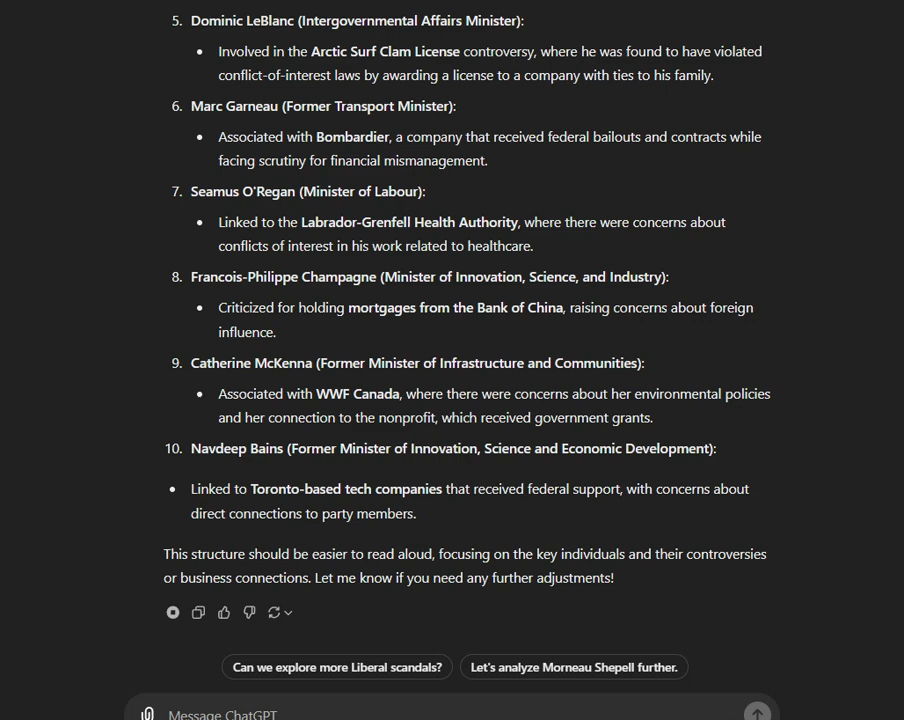 5. Dominic LeBlanc (Intergovernmental Affairs Minister):
• Involved in the Arctic Surf Clam License controversy, where he was found to have violated
conflict-of-interest laws by awarding a license to a company with ties to his family.
6. Marc Garneau (Former Transport Minister):
• Associated with Bombardier, a company that received federal bailouts and contracts while
facing scrutiny for financial mismanagement.
7. Seamus O'Regan (Minister of Labour):
• Linked to the Labrador-Grenfell Health Authority, where there were concerns about
conflicts of interest in his work related to healthcare.
8. Francois-Philippe Champagne (Minister of Innovation, Science, and Industry):
• Criticized for holding mortgages from the Bank of China, raising concerns about foreign
influence.
9. Catherine McKenna (Former Minister of Infrastructure and Communities):
• Associated with WWF Canada, where there were concerns about her environmental policies
and her connection to the nonprofit, which received government grants.
10. Navdeep Bains (Former Minister of Innovation, Science and Economic Development):
• Linked to Toronto-based tech companies that received federal support, with concerns about
direct connections to party members.
This structure should be easier to read aloud, focusing on the key individuals and their controversies
or business connections. Let me know if you need any further adjustments!
Can we explore more Liberal scandals? Let's analyze Morneau Shepell further.
Message ChatGPT